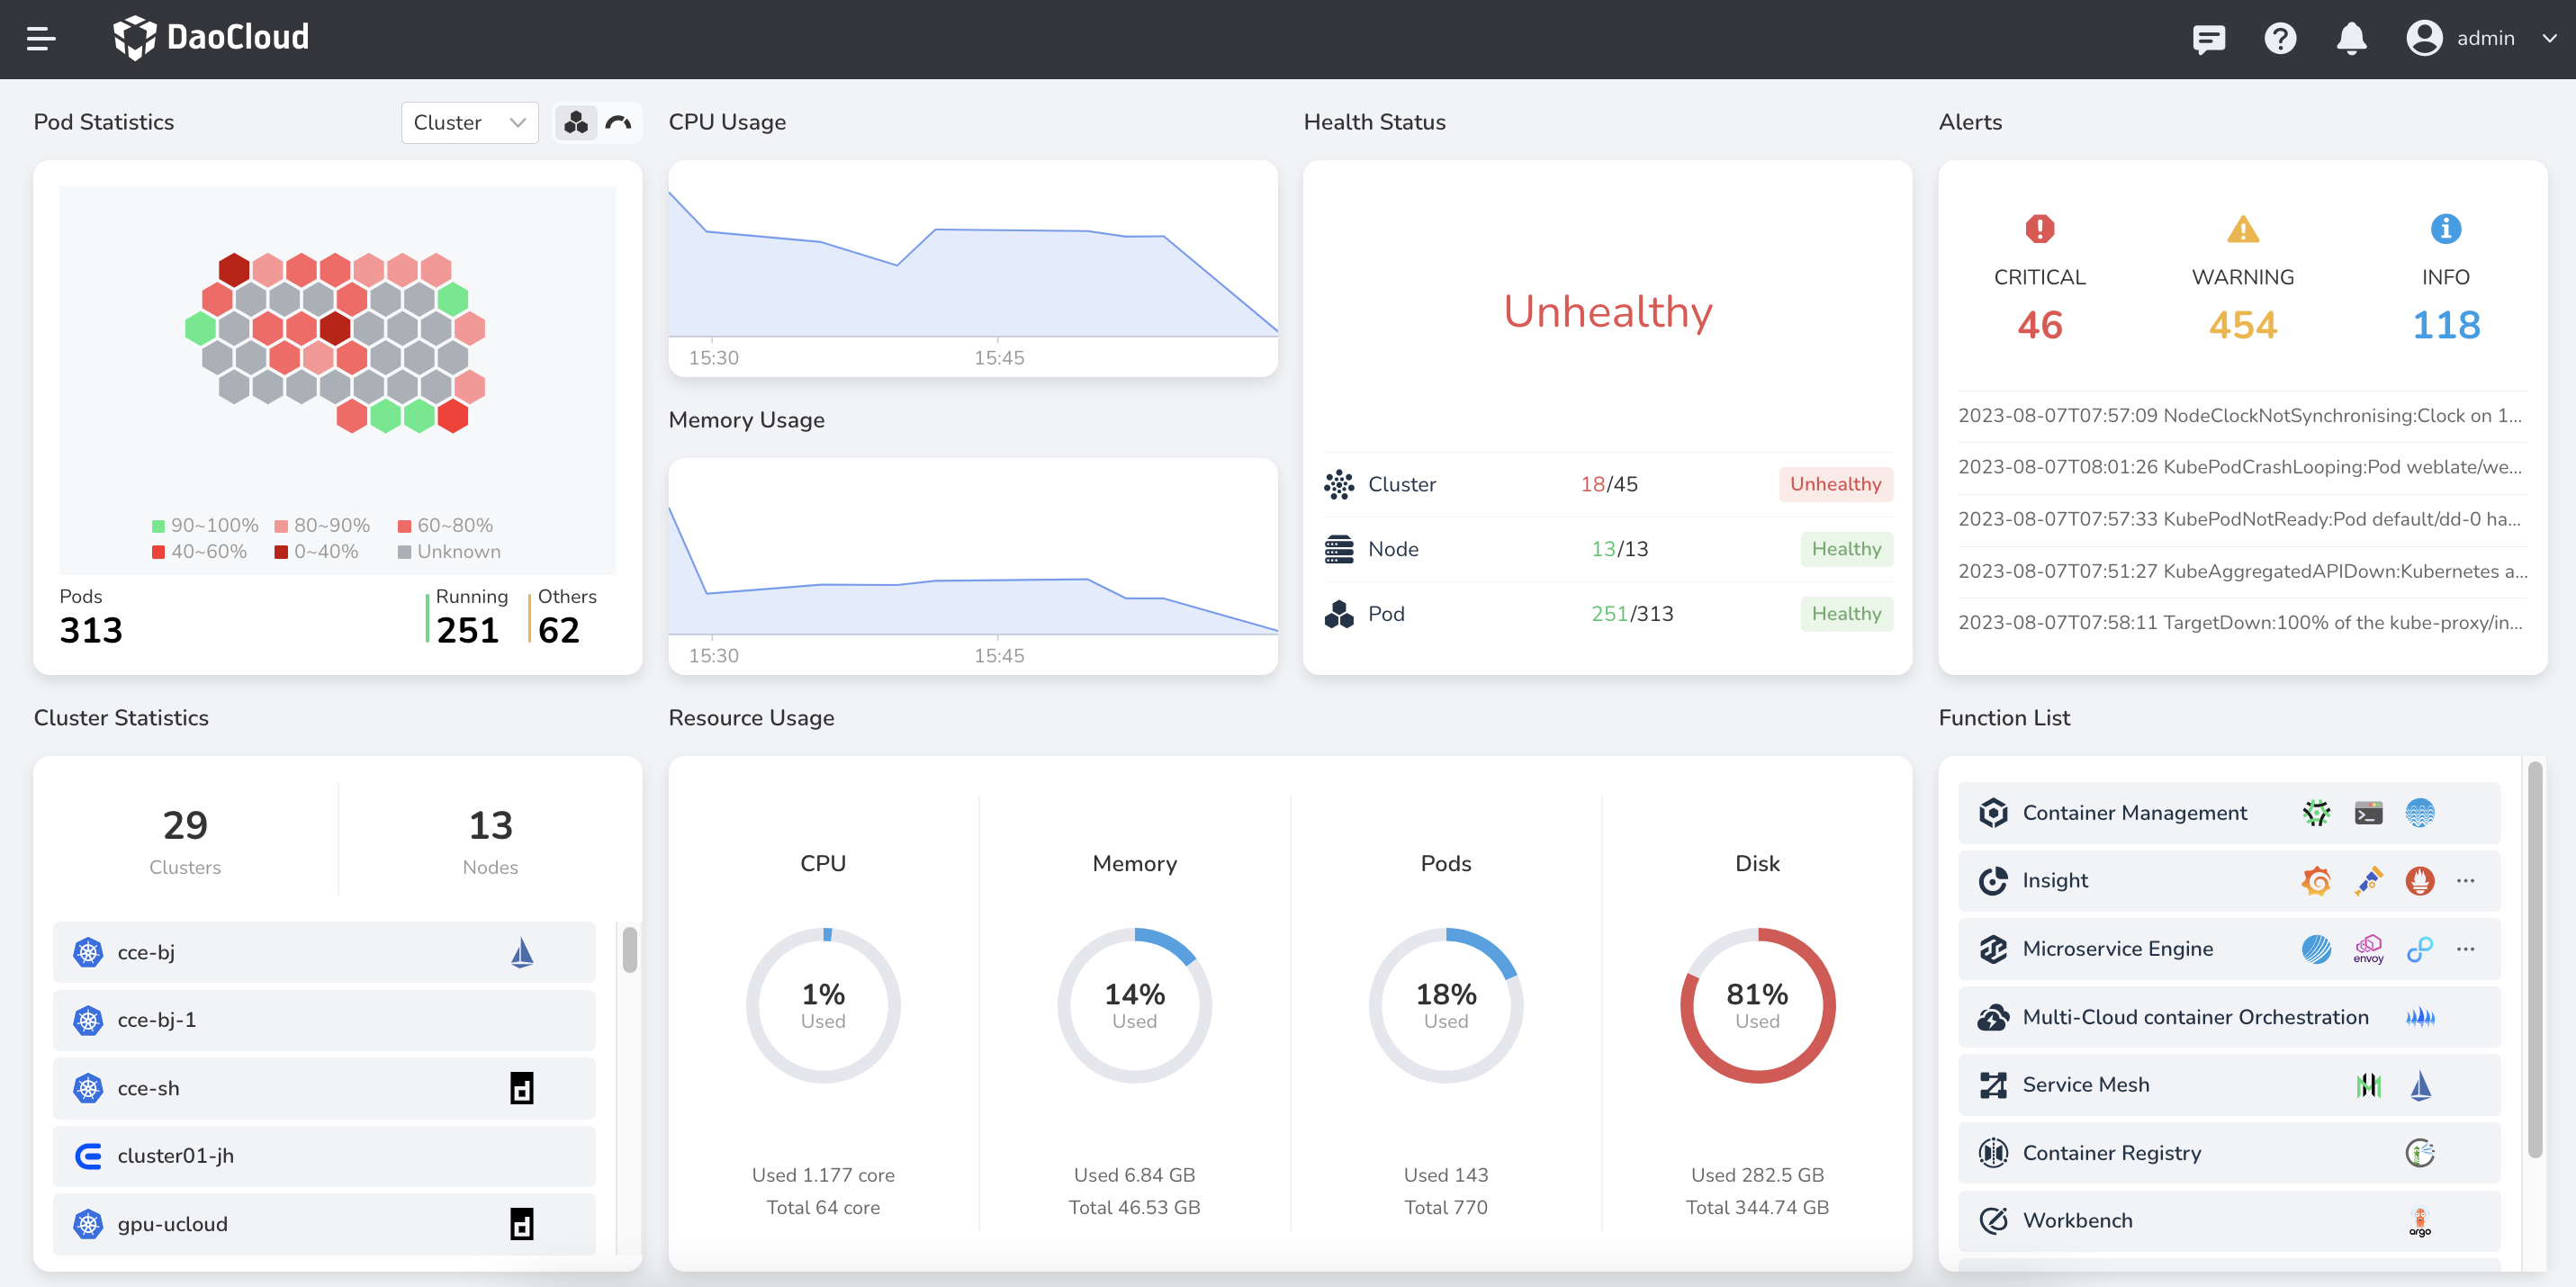 DaoCloud
admin
Pod Statistics
Cluster
90~100%
80~90%
60~80%
40~60%
0~40%
Unknown
Pods
313
Running
251
Others
62
CPU Usage
15:30
15:45
Memory Usage
15:30
15:45
Health Status
Unhealthy
Cluster 18/45 Unhealthy
Node 13/13 Healthy
Pod 251/313 Healthy
Alerts
CRITICAL
46
WARNING
454
INFO
118
2023-08-07T07:57:09 NodeClockNotSynchronising:Clock on 1...
2023-08-07T08:01:26 KubePodCrashLooping:Pod weblate/we...
2023-08-07T07:57:33 KubePodNotReady:Pod default/dd-0 ha...
2023-08-07T07:51:27 KubeAggregatedAPIDown:Kubernetes a...
2023-08-07T07:58:11 TargetDown:100% of the kube-proxy/in...
Cluster Statistics
29
Clusters
13
Nodes
cce-bj
cce-bj-1
cce-sh
cluster01-jh
gpu-ucloud
Resource Usage
CPU
1%
Used
Used 1.177 core
Total 64 core
Memory
14%
Used
Used 6.84 GB
Total 46.53 GB
Pods
18%
Used
Used 143
Total 770
Disk
81%
Used
Used 282.5 GB
Total 344.74 GB
Function List
Container Management
Insight
...
Microservice Engine
envoy
...
Multi-Cloud container Orchestration
Service Mesh
Container Registry
Workbench
argo